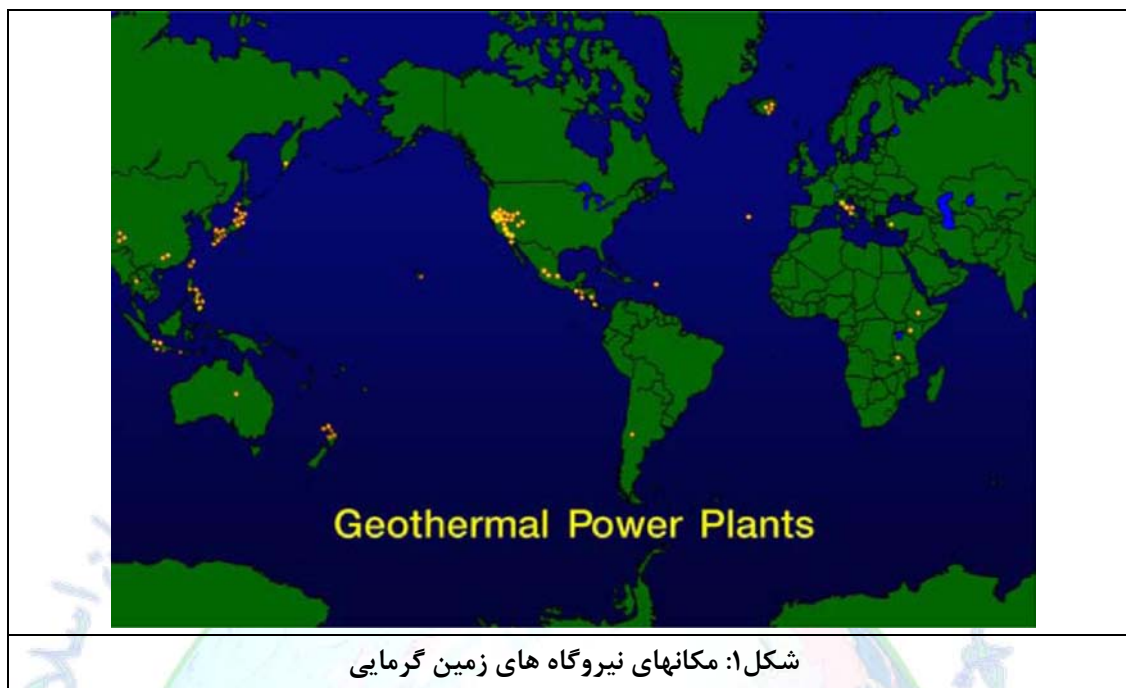 Geothermal Power Plants
شکل۱: مکانهای نیروگاه های زمین گرمایی